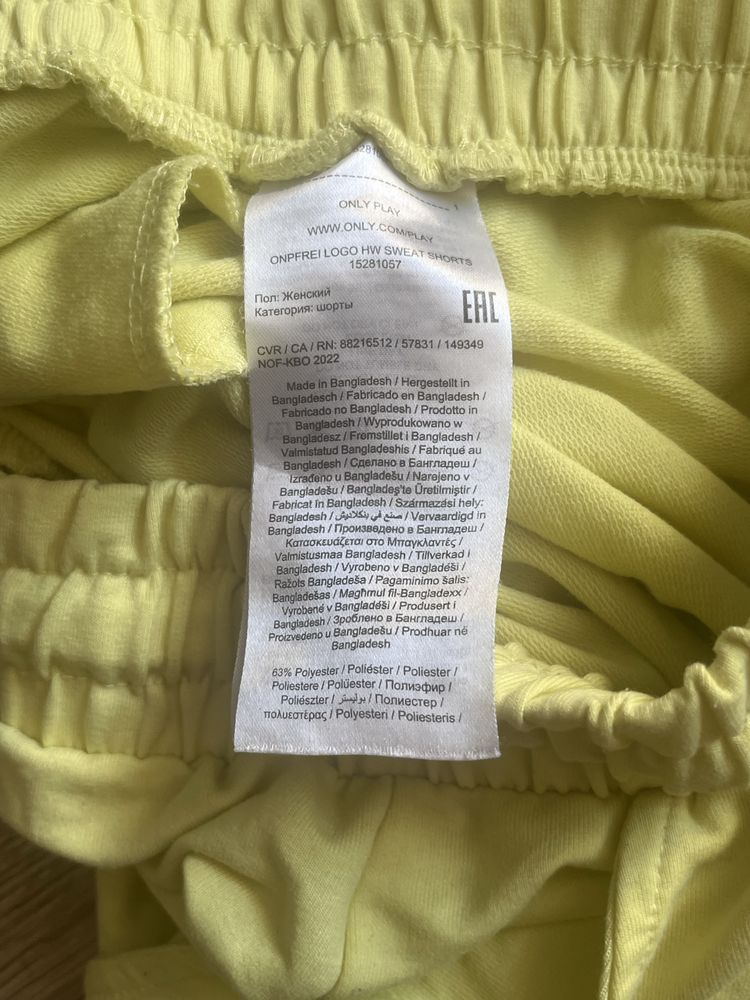 1
ONLY PLAY
WWW.ONLY.COM/PLAY
ONPFREI LOGO HW SWEAT SHORTS
15281057
Пол: Женский
Категория: шорты
EAC
CVR / CA / RN: 88216512 / 57831 / 149349
NOF-KBO 2022
Made in Bangladesh / Hergestellt in
Bangladesch / Fabricado en Bangladesh /
Fabricado no Bangladesh / Prodotto in
Bangladesh / Wyprodukowano w
Bangladesz / Fremstillet i Bangladesh /
Valmistatud Bangladeshis / Fabriqué au
Bangladesh / Сделано в Бангладеш /
Izrađeno u Bangladešu / Narejeno v
Bangladešu / Bangladeş'te Üretilmiştir /
Fabricat în Bangladesh / Származási hely:
Bangladesh / صنع في بنكلاديش / Vervaardigd in
Bangladesh / Произведено в Бангладеш /
Κατασκευάζεται στο Μπαγκλαντές /
Valmistusmaa Bangladesh / Tillverkad i
Bangladesh / Vyrobeno v Bangladéši /
Ražots Bangladeša / Pagaminimo šalis:
Bangladešas / Magħmul fil-Bangladexx /
Vyrobené v Bangladéši / Produsert i
Bangladesh / Зроблено в Бангладеш /
Proizvedeno u Bangladešu / Prodhuar në
Bangladesh
63% Polyester / Poliéster / Poliester /
Poliestere / Polüester / Полиэфир /
Poliészter / بوليستر / Полиестер /
πολυεστέρας / Polyesteri / Poliesteris /